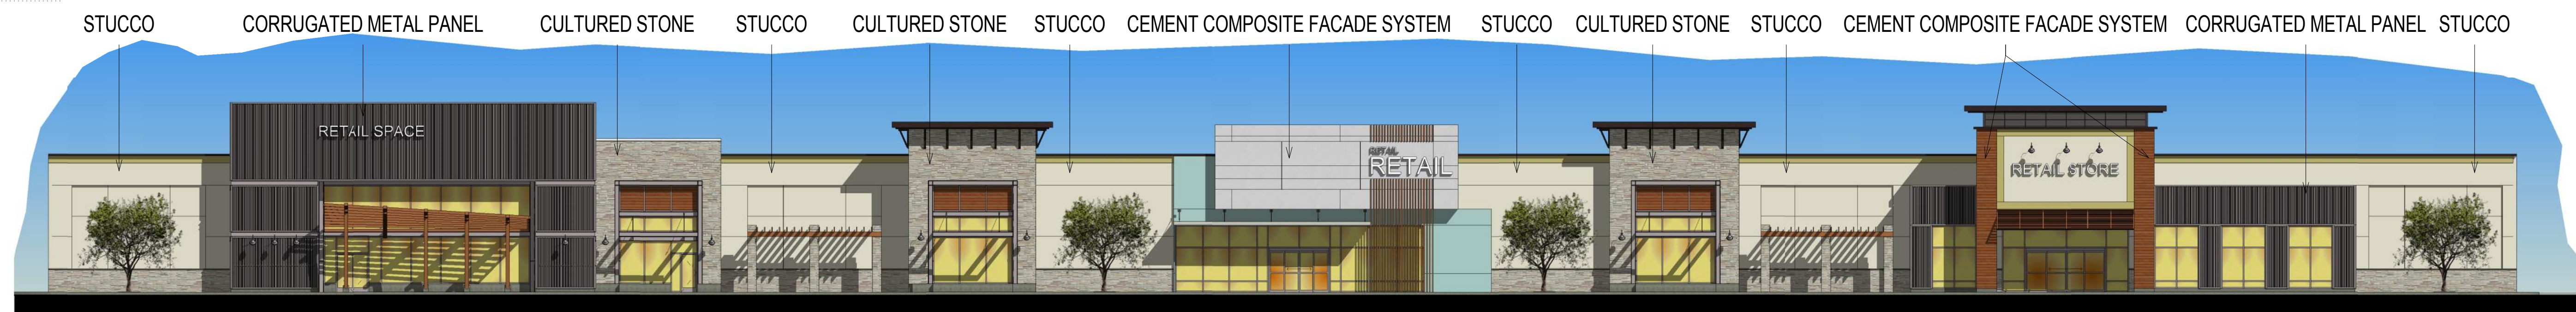 STUCCO
CORRUGATED METAL PANEL
CULTURED STONE
STUCCO
CULTURED STONE
STUCCO
CEMENT COMPOSITE FACADE SYSTEM
STUCCO
CULTURED STONE
STUCCO
CEMENT COMPOSITE FACADE SYSTEM
CORRUGATED METAL PANEL
STUCCO
RETAIL SPACE
RETAIL
RETAIL
RETAIL STORE